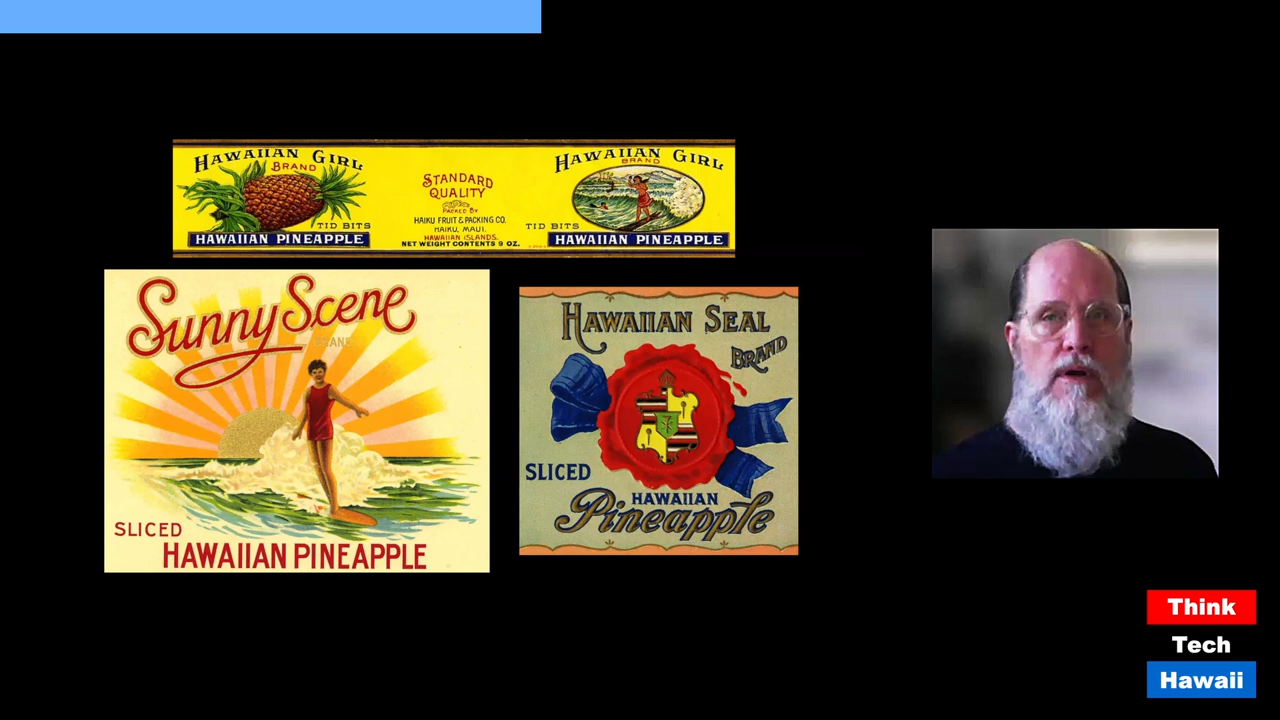 HAWAIIAN GIRL
BRAND
TID BITS
HAWAIIAN PINEAPPLE
STANDARD
QUALITY
PACKED BY
HAIKU FRUIT & PACKING CO.
HAIKU, MAUI.
HAWAIIAN ISLANDS.
NET WEIGHT CONTENTS 9 OZ.
HAWAIIAN GIRL
BRAND
TID BITS
HAWAIIAN PINEAPPLE
Sunny Scene
BRAND
SLICED
HAWAIIAN PINEAPPLE
HAWAIIAN SEAL
BRAND
SLICED
HAWAIIAN
Pineapple
Think
Tech
Hawaii